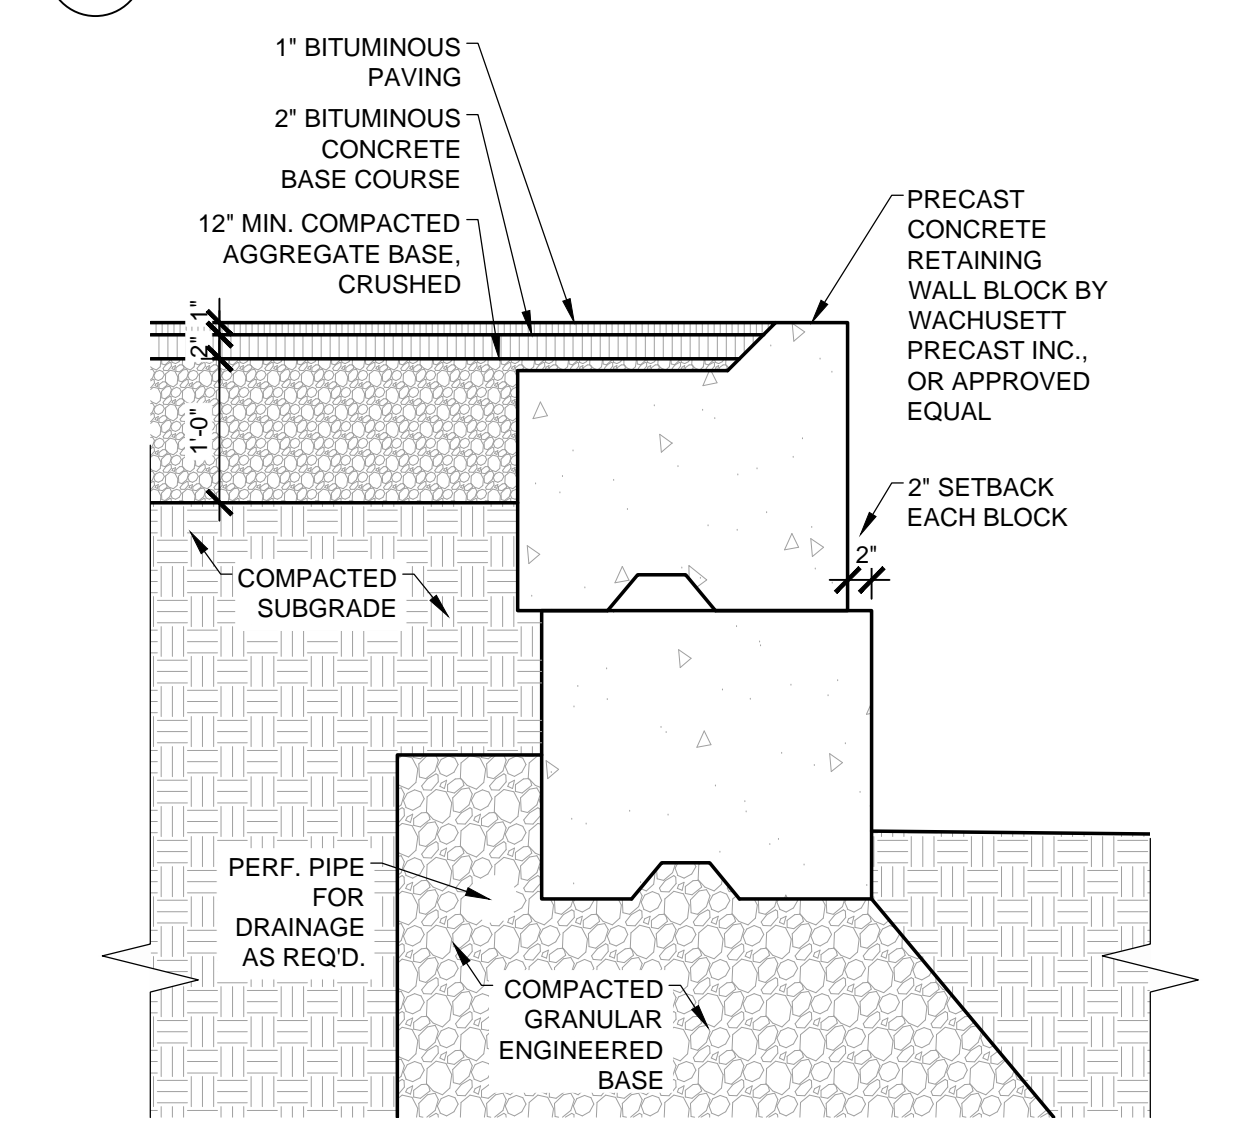 1" BITUMINOUS
PAVING
2" BITUMINOUS
CONCRETE
BASE COURSE
12" MIN. COMPACTED
AGGREGATE BASE,
CRUSHED
PRECAST
CONCRETE
RETAINING
WALL BLOCK BY
WACHUSETT
PRECAST INC.,
OR APPROVED
EQUAL
1"
2"
1'-0"
2" SETBACK
EACH BLOCK
2"
COMPACTED
SUBGRADE
PERF. PIPE
FOR
DRAINAGE
AS REQ'D.
COMPACTED
GRANULAR
ENGINEERED
BASE